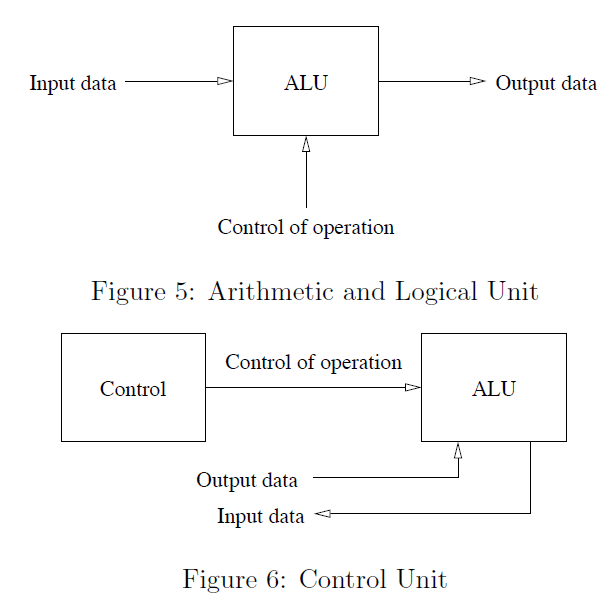 Input data
ALU
Output data
Control of operation
Figure 5: Arithmetic and Logical Unit
Control of operation
Control
ALU
Output data
Input data
Figure 6: Control Unit